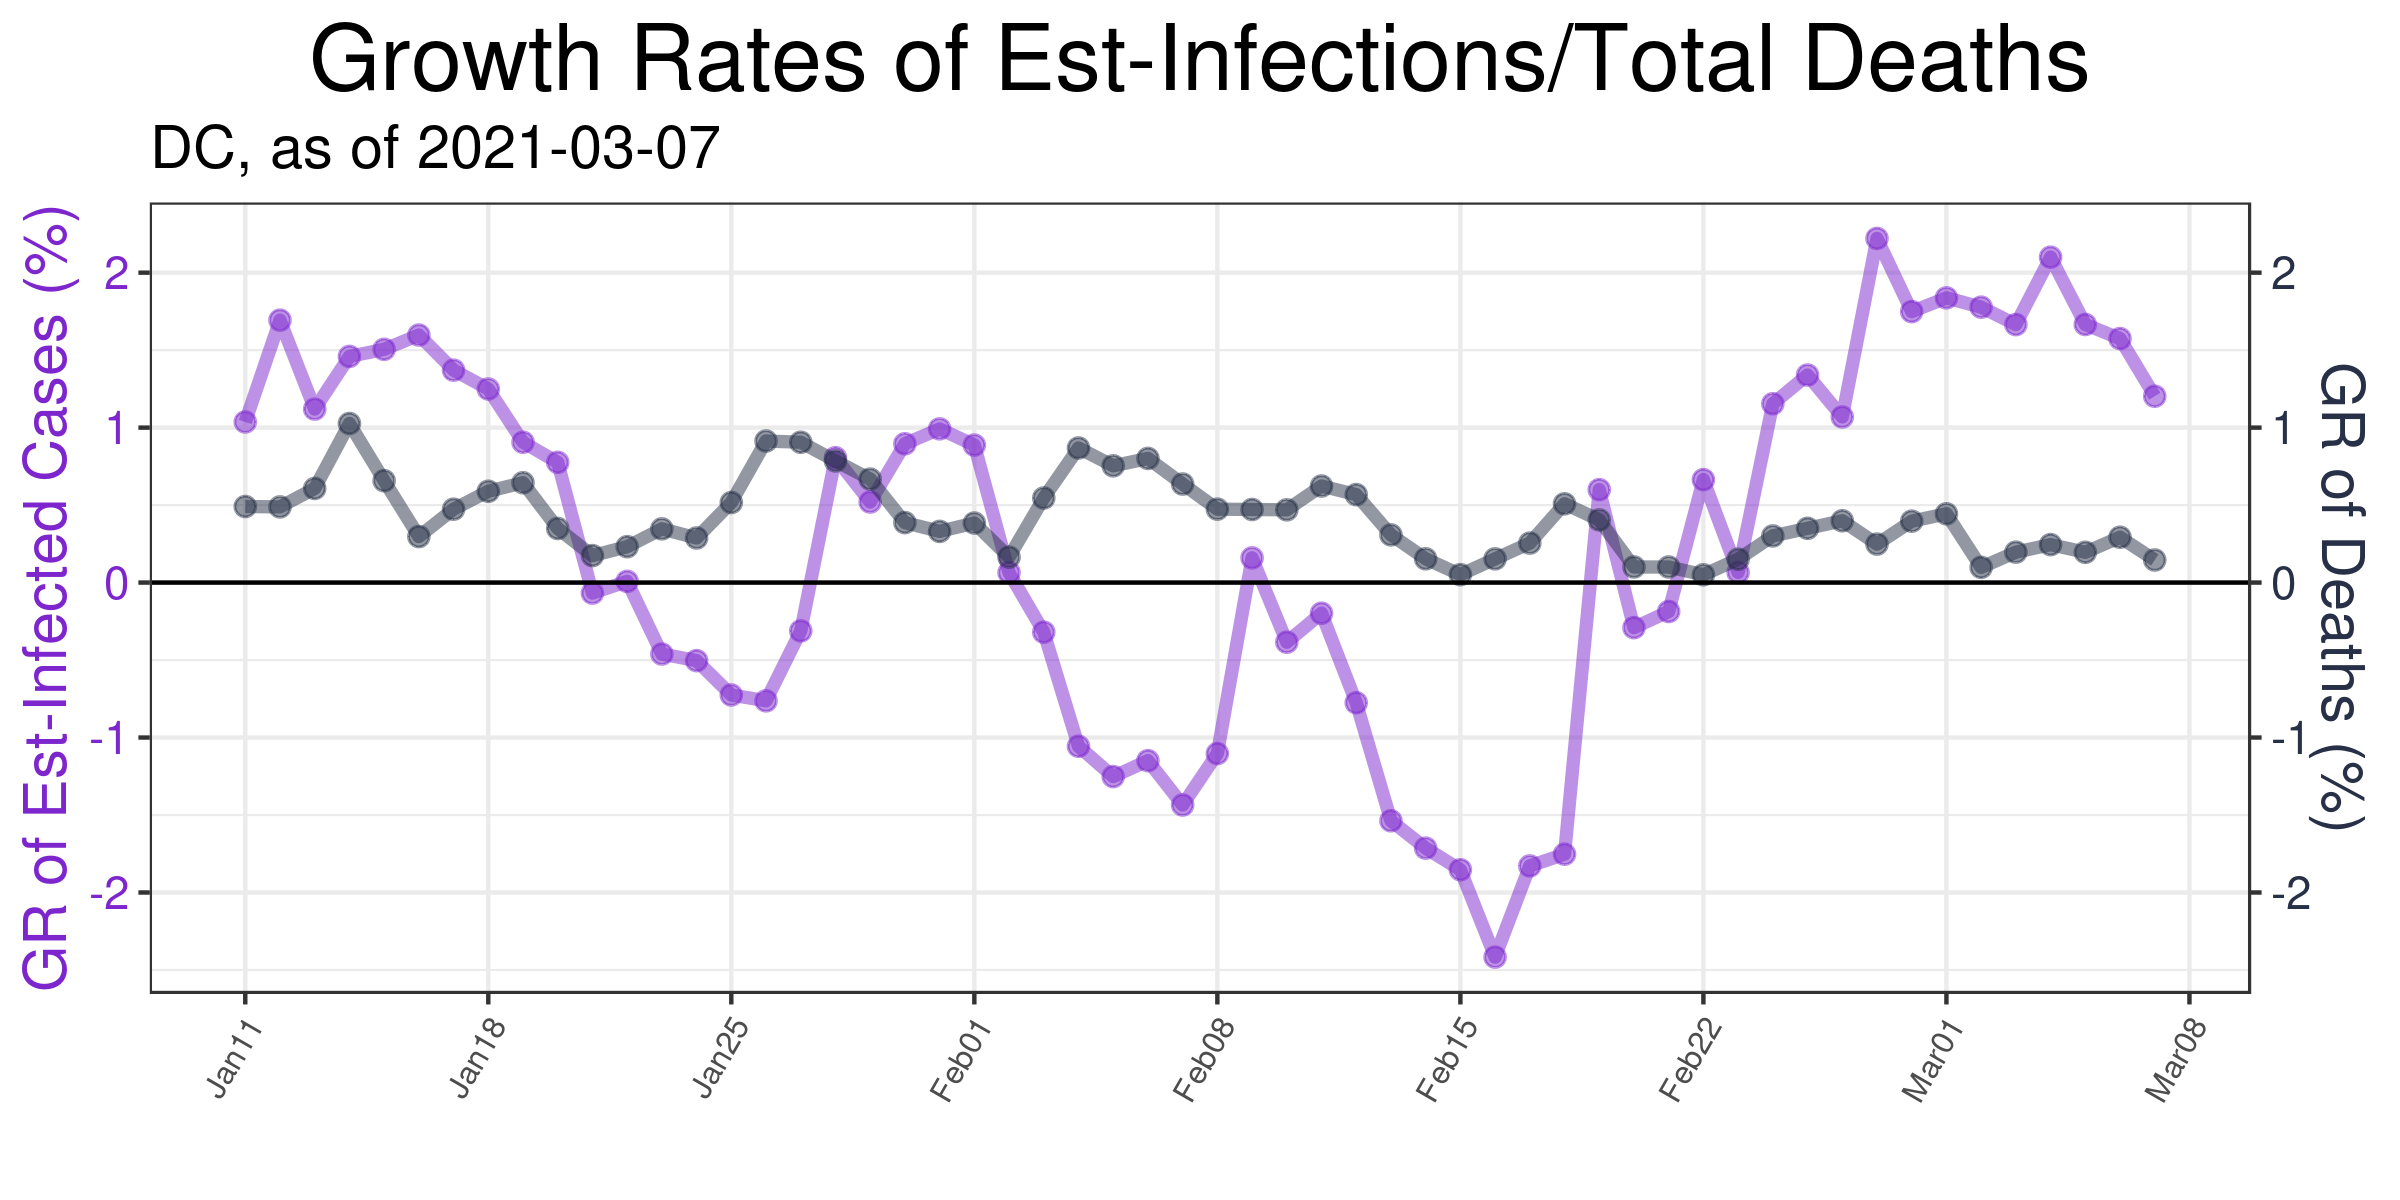 Growth Rates of Est-Infections/Total Deaths
DC, as of 2021-03-07
GR of Est-Infected Cases (%)
2
1
0
-1
-2
2
1
0
-1
-2
GR of Deaths (%)
Jan11
Jan18
Jan25
Feb01
Feb08
Feb15
Feb22
Mar01
Mar08